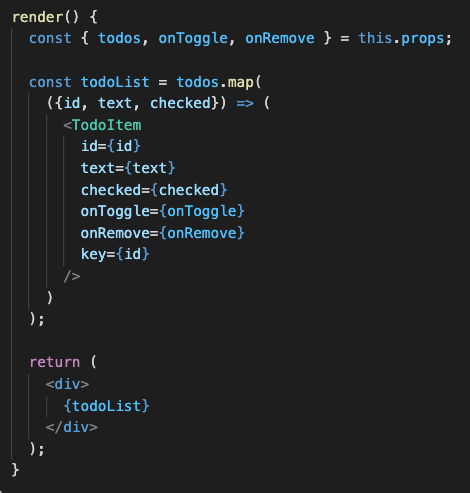 render() {
  const { todos, onToggle, onRemove } = this.props;

  const todoList = todos.map(
    ({id, text, checked}) => (
      <TodoItem
        id={id}
        text={text}
        checked={checked}
        onToggle={onToggle}
        onRemove={onRemove}
        key={id}
      />
    )
  );

  return (
    <div>
      {todoList}
    </div>
  );
}